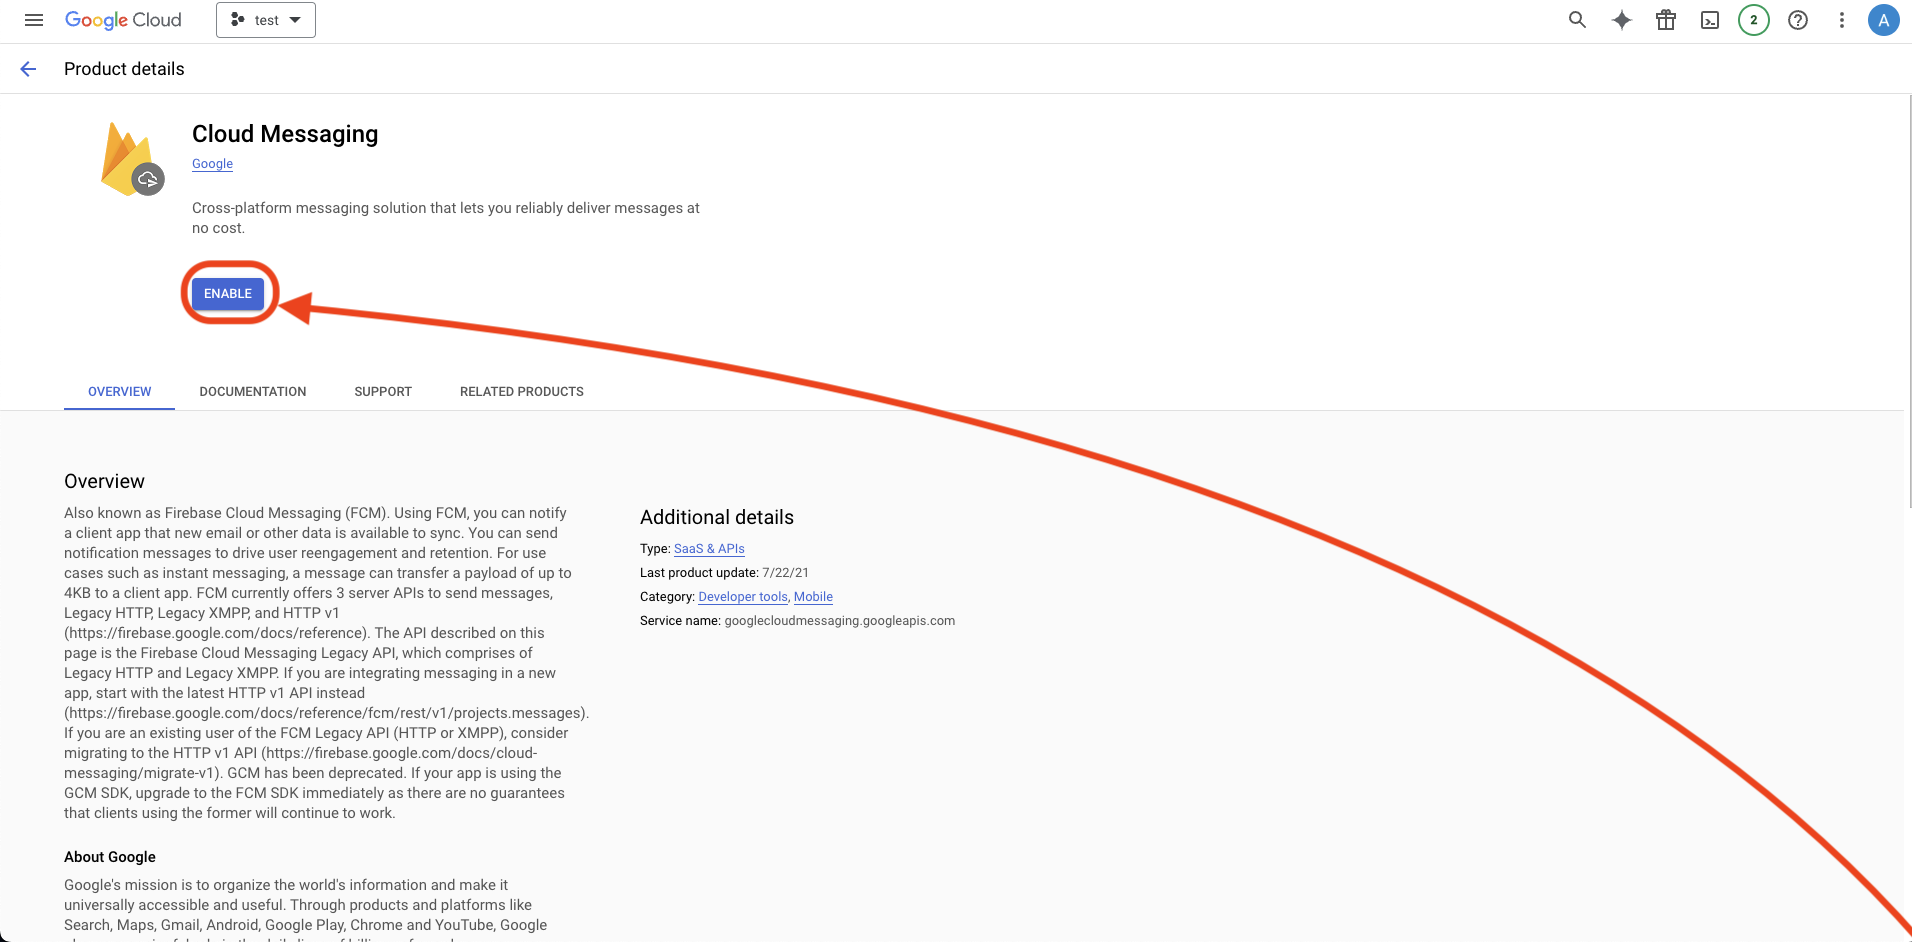 Google Cloud
test
2
A
Product details
Cloud Messaging
Google
Cross-platform messaging solution that lets you reliably deliver messages at
no cost.
ENABLE
OVERVIEW
DOCUMENTATION
SUPPORT
RELATED PRODUCTS
Overview
Also known as Firebase Cloud Messaging (FCM). Using FCM, you can notify
a client app that new email or other data is available to sync. You can send
notification messages to drive user reengagement and retention. For use
cases such as instant messaging, a message can transfer a payload of up to
4KB to a client app. FCM currently offers 3 server APIs to send messages,
Legacy HTTP, Legacy XMPP, and HTTP v1
(https://firebase.google.com/docs/reference). The API described on this
page is the Firebase Cloud Messaging Legacy API, which comprises of
Legacy HTTP and Legacy XMPP. If you are integrating messaging in a new
app, start with the latest HTTP v1 API instead
(https://firebase.google.com/docs/reference/fcm/rest/v1/projects.messages).
If you are an existing user of the FCM Legacy API (HTTP or XMPP), consider
migrating to the HTTP v1 API (https://firebase.google.com/docs/cloud-
messaging/migrate-v1). GCM has been deprecated. If your app is using the
GCM SDK, upgrade to the FCM SDK immediately as there are no guarantees
that clients using the former will continue to work.
About Google
Google's mission is to organize the world's information and make it
universally accessible and useful. Through products and platforms like
Search, Maps, Gmail, Android, Google Play, Chrome and YouTube, Google
Additional details
Type: SaaS & APIs
Last product update: 7/22/21
Category: Developer tools, Mobile
Service name: googlecloudmessaging.googleapis.com